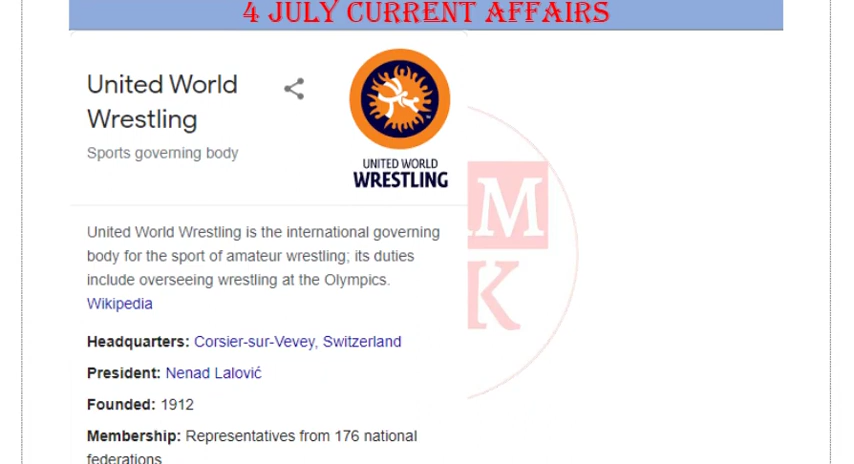 4 JULY CURRENT AFFAIRS
United World
Wrestling
Sports governing body
UNITED WORLD
WRESTLING
United World Wrestling is the international governing
body for the sport of amateur wrestling; its duties
include overseeing wrestling at the Olympics.
Wikipedia
Headquarters: Corsier-sur-Vevey, Switzerland
President: Nenad Lalović
Founded: 1912
Membership: Representatives from 176 national
federations